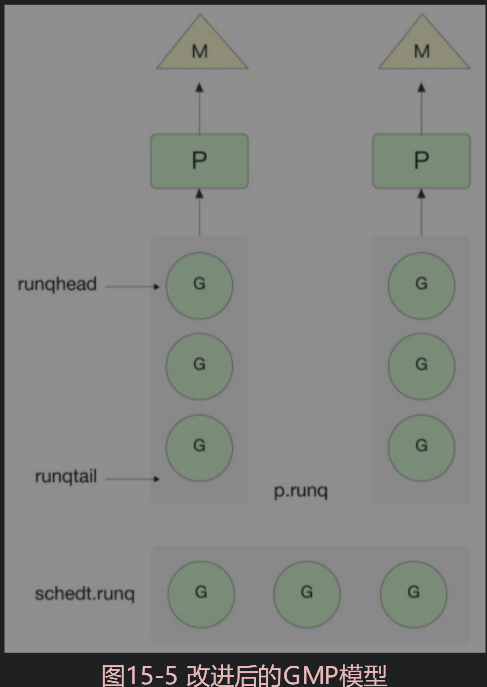 M M
P P
runqhead G G
G G
G G
runqtail
p.runq
schedt.runq G G G
图15-5 改进后的GMP模型